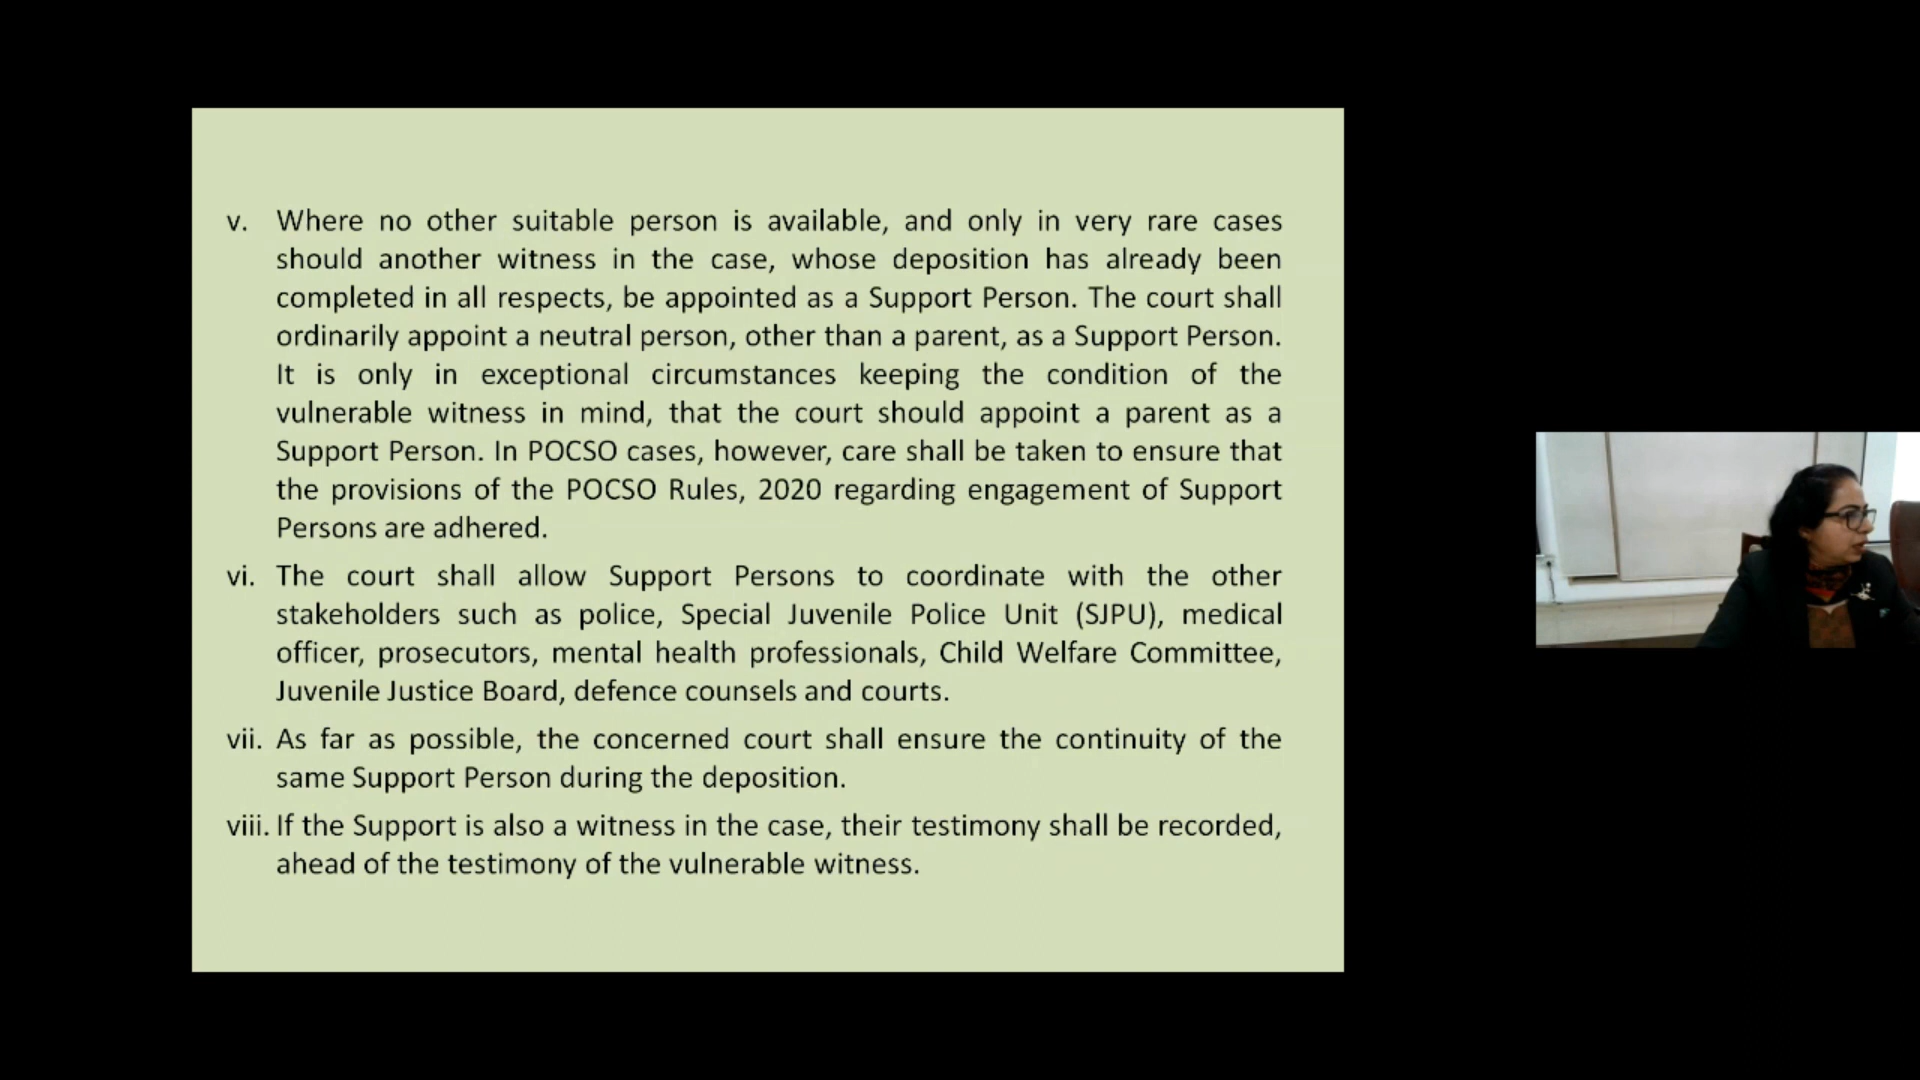 v. Where no other suitable person is available, and only in very rare cases
should another witness in the case, whose deposition has already been
completed in all respects, be appointed as a Support Person. The court shall
ordinarily appoint a neutral person, other than a parent, as a Support Person.
It is only in exceptional circumstances keeping the condition of the
vulnerable witness in mind, that the court should appoint a parent as a
Support Person. In POCSO cases, however, care shall be taken to ensure that
the provisions of the POCSO Rules, 2020 regarding engagement of Support
Persons are adhered.
vi. The court shall allow Support Persons to coordinate with the other
stakeholders such as police, Special Juvenile Police Unit (SJPU), medical
officer, prosecutors, mental health professionals, Child Welfare Committee,
Juvenile Justice Board, defence counsels and courts.
vii. As far as possible, the concerned court shall ensure the continuity of the
same Support Person during the deposition.
viii. If the Support is also a witness in the case, their testimony shall be recorded,
ahead of the testimony of the vulnerable witness.